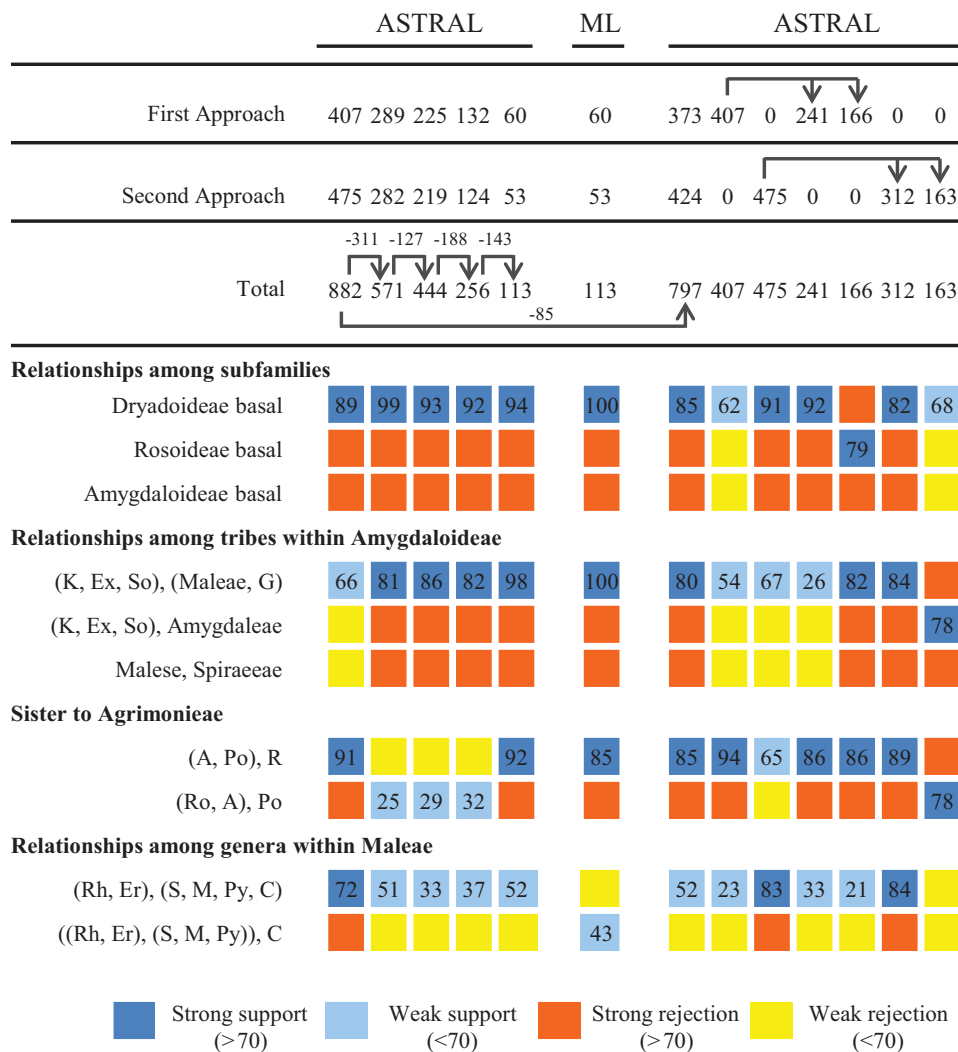 ASTRAL ML ASTRAL
First Approach 407 289 225 132 60 60 373 407 0 241 166 0 0
Second Approach 475 282 219 124 53 53 424 0 475 0 0 312 163
-311 -127 -188 -143
Total 882 571 444 256 113 113 797 407 475 241 166 312 163
-85
Relationships among subfamilies
Dryadoideae basal 89 99 93 92 94 100 85 62 91 92 82 68
Rosoideae basal 79
Amygdaloideae basal
Relationships among tribes within Amygdaloideae
(K, Ex, So), (Maleae, G) 66 81 86 82 98 100 80 54 67 26 82 84
(K, Ex, So), Amygdaleae 78
Malese, Spiraeeae
Sister to Agrimonieae
(A, Po), R 91 92 85 85 94 65 86 86 89
(Ro, A), Po 25 29 32 78
Relationships among genera within Maleae
(Rh, Er), (S, M, Py, C) 72 51 33 37 52 52 23 83 33 21 84
((Rh, Er), (S, M, Py)), C 43
Strong support Weak support Strong rejection Weak rejection
(>70) (<70) (>70) (<70)